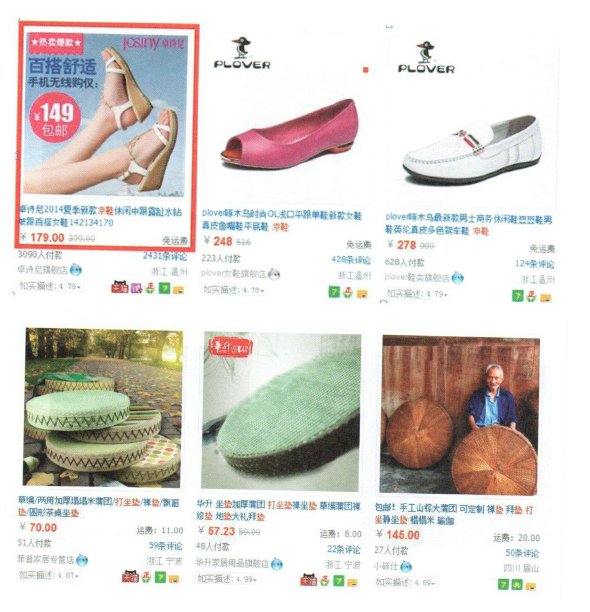 ★热卖爆款★
josiny 卓诗尼
百搭舒适
手机无线购仅:
¥149
包邮
PLOVER
PLOVER
卓诗尼2014夏季新款凉鞋休闲中跟露趾水钻
坡跟百搭女鞋142134170
¥ 179.00 399.00
免运费
3090人付款
2431条评论
卓诗尼旗舰店
浙江 温州
如实描述: 4.78
plover啄木鸟时尚OL浅口平跟单鞋新款女鞋
真皮鱼嘴鞋平底鞋 凉鞋
¥ 248 816
免运费
223人付款
428条评论
plover女鞋旗舰店
浙江温州
如实描述: 4.78
plover啄木鸟最新款男士商务休闲鞋豆豆鞋男
鞋英伦真皮多色驾车鞋 凉鞋
¥ 278 999
免运费
628人付款
124条评论
plover鞋类旗舰店
浙江温州
如实描述: 4.79
华升
草编/两用加厚榻榻米蒲团/打坐垫/禅垫/飘窗
垫/圆形茶桌坐垫
¥ 70.00
运费: 11.00
51人付款
59条评论
菲蓉家居专营店
浙江 宁波
如实描述: 4.87
华升 坐垫加厚蒲团 打坐垫禅坐垫 草编蒲团禅
修垫 地垫大礼拜垫
¥ 57.23 59.00
运费: 8.00
48人付款
22条评论
华升家居用品旗舰店
浙江 宁波
如实描述: 4.99
包邮!手工山棕大蒲团 可定制 禅垫 拜垫 打
坐静坐垫 榻榻米 瑜伽
¥ 145.00
运费: 20.00
27人付款
50条评论
小硕仕
四川 眉山
如实描述: 4.89